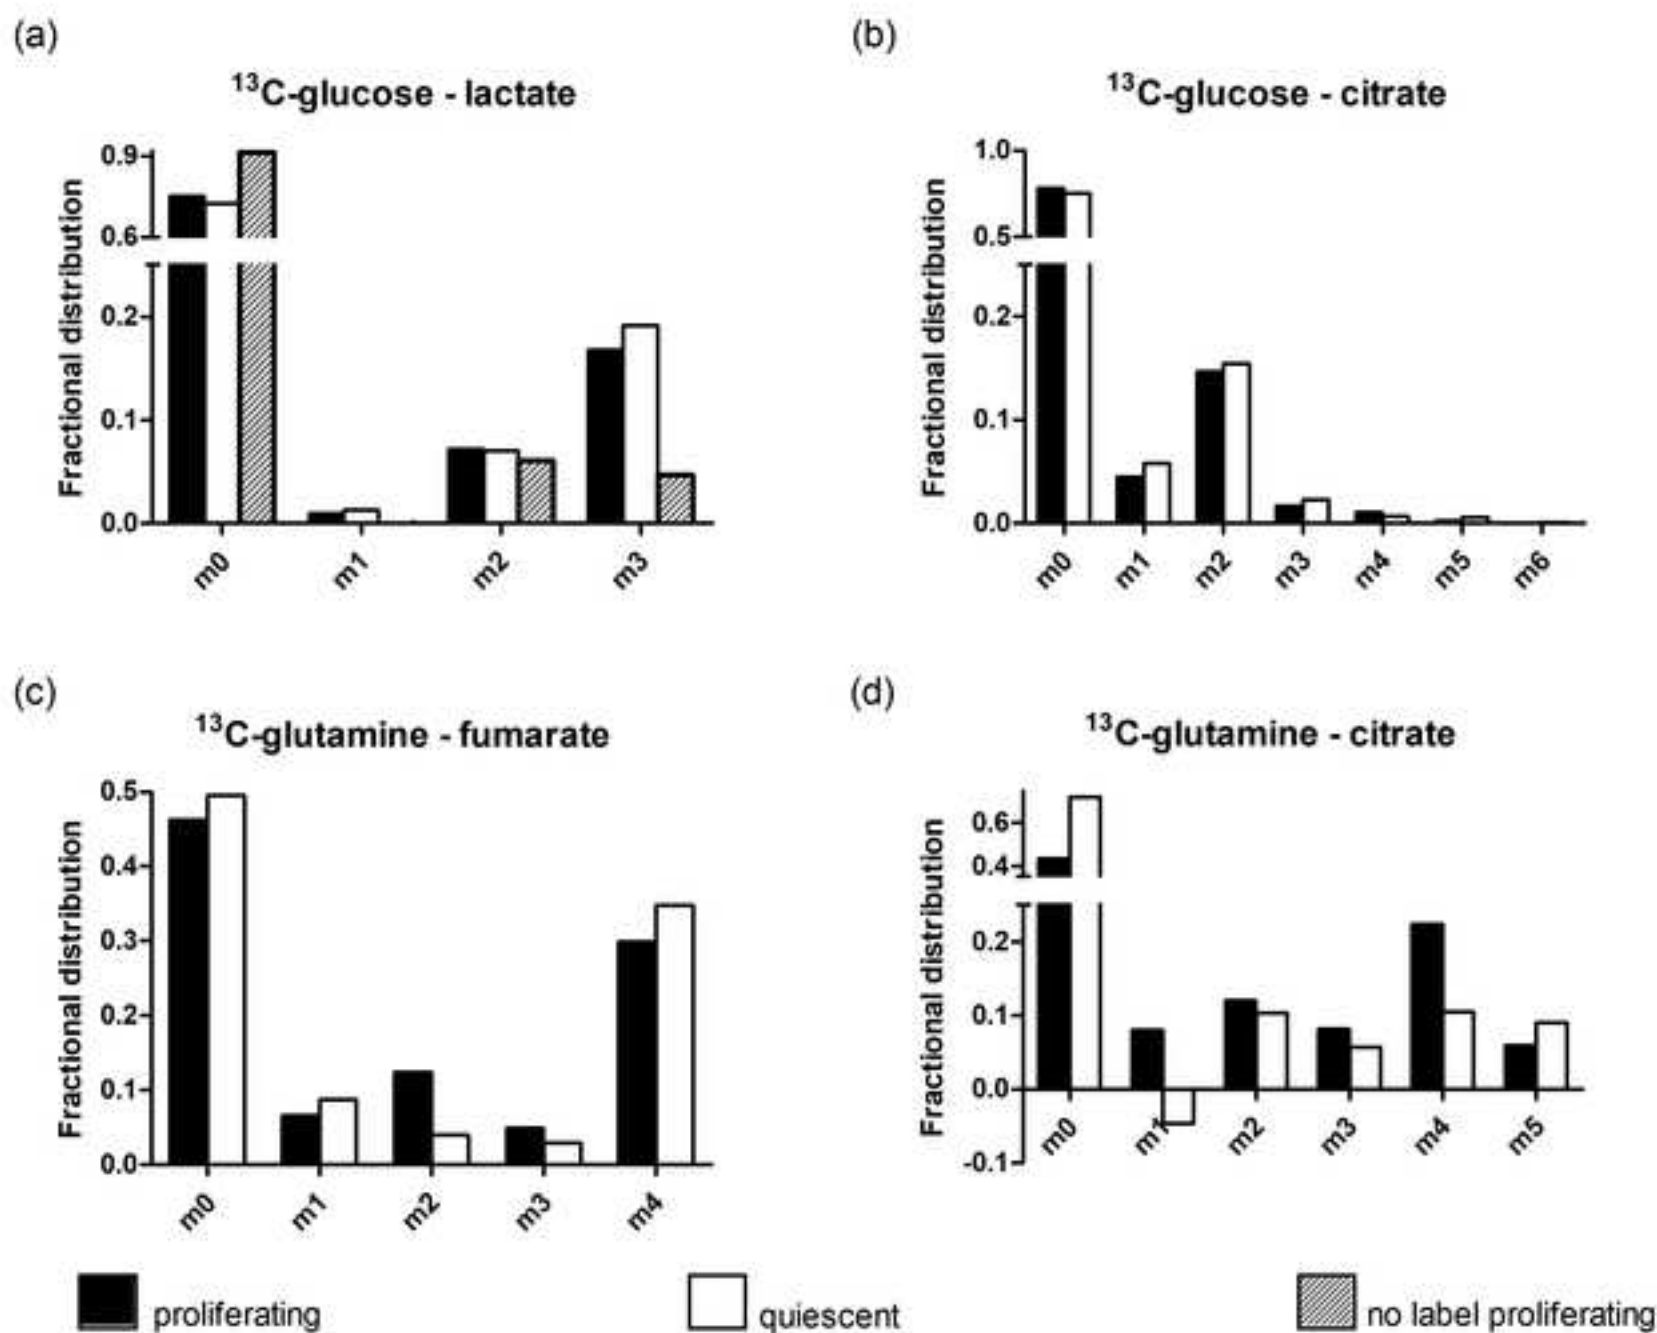 (a)
¹³C-glucose - lactate
Fractional distribution
0.9
0.6
0.2
0.1
0.0
m0 m1 m2 m3
(b)
¹³C-glucose - citrate
Fractional distribution
1.0
0.5
0.2
0.1
0.0
m0 m1 m2 m3 m4 m5 m6
(c)
¹³C-glutamine - fumarate
Fractional distribution
0.5
0.4
0.3
0.2
0.1
0.0
m0 m1 m2 m3 m4
(d)
¹³C-glutamine - citrate
Fractional distribution
0.6
0.4
0.2
0.1
0.0
-0.1
m0 m1 m2 m3 m4 m5
proliferating quiescent no label proliferating